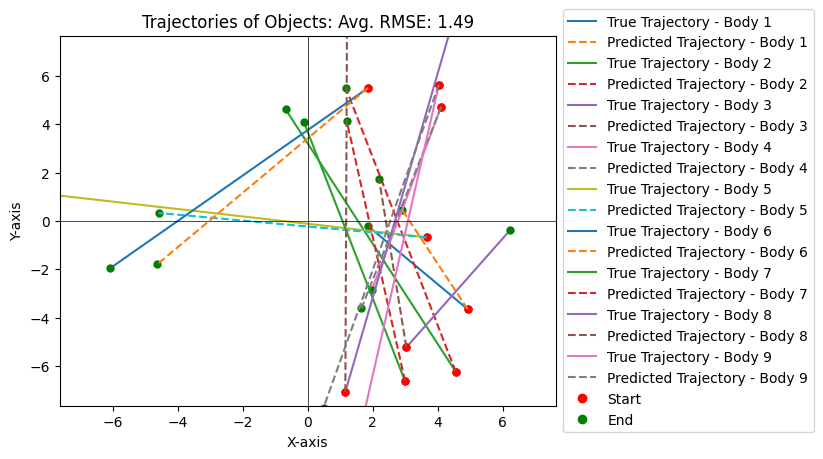 Trajectories of Objects: Avg. RMSE: 1.49
Y-axis
6
4
2
0
−2
−4
−6
−6
−4
−2
0
2
4
6
X-axis
True Trajectory - Body 1
Predicted Trajectory - Body 1
True Trajectory - Body 2
Predicted Trajectory - Body 2
True Trajectory - Body 3
Predicted Trajectory - Body 3
True Trajectory - Body 4
Predicted Trajectory - Body 4
True Trajectory - Body 5
Predicted Trajectory - Body 5
True Trajectory - Body 6
Predicted Trajectory - Body 6
True Trajectory - Body 7
Predicted Trajectory - Body 7
True Trajectory - Body 8
Predicted Trajectory - Body 8
True Trajectory - Body 9
Predicted Trajectory - Body 9
Start
End